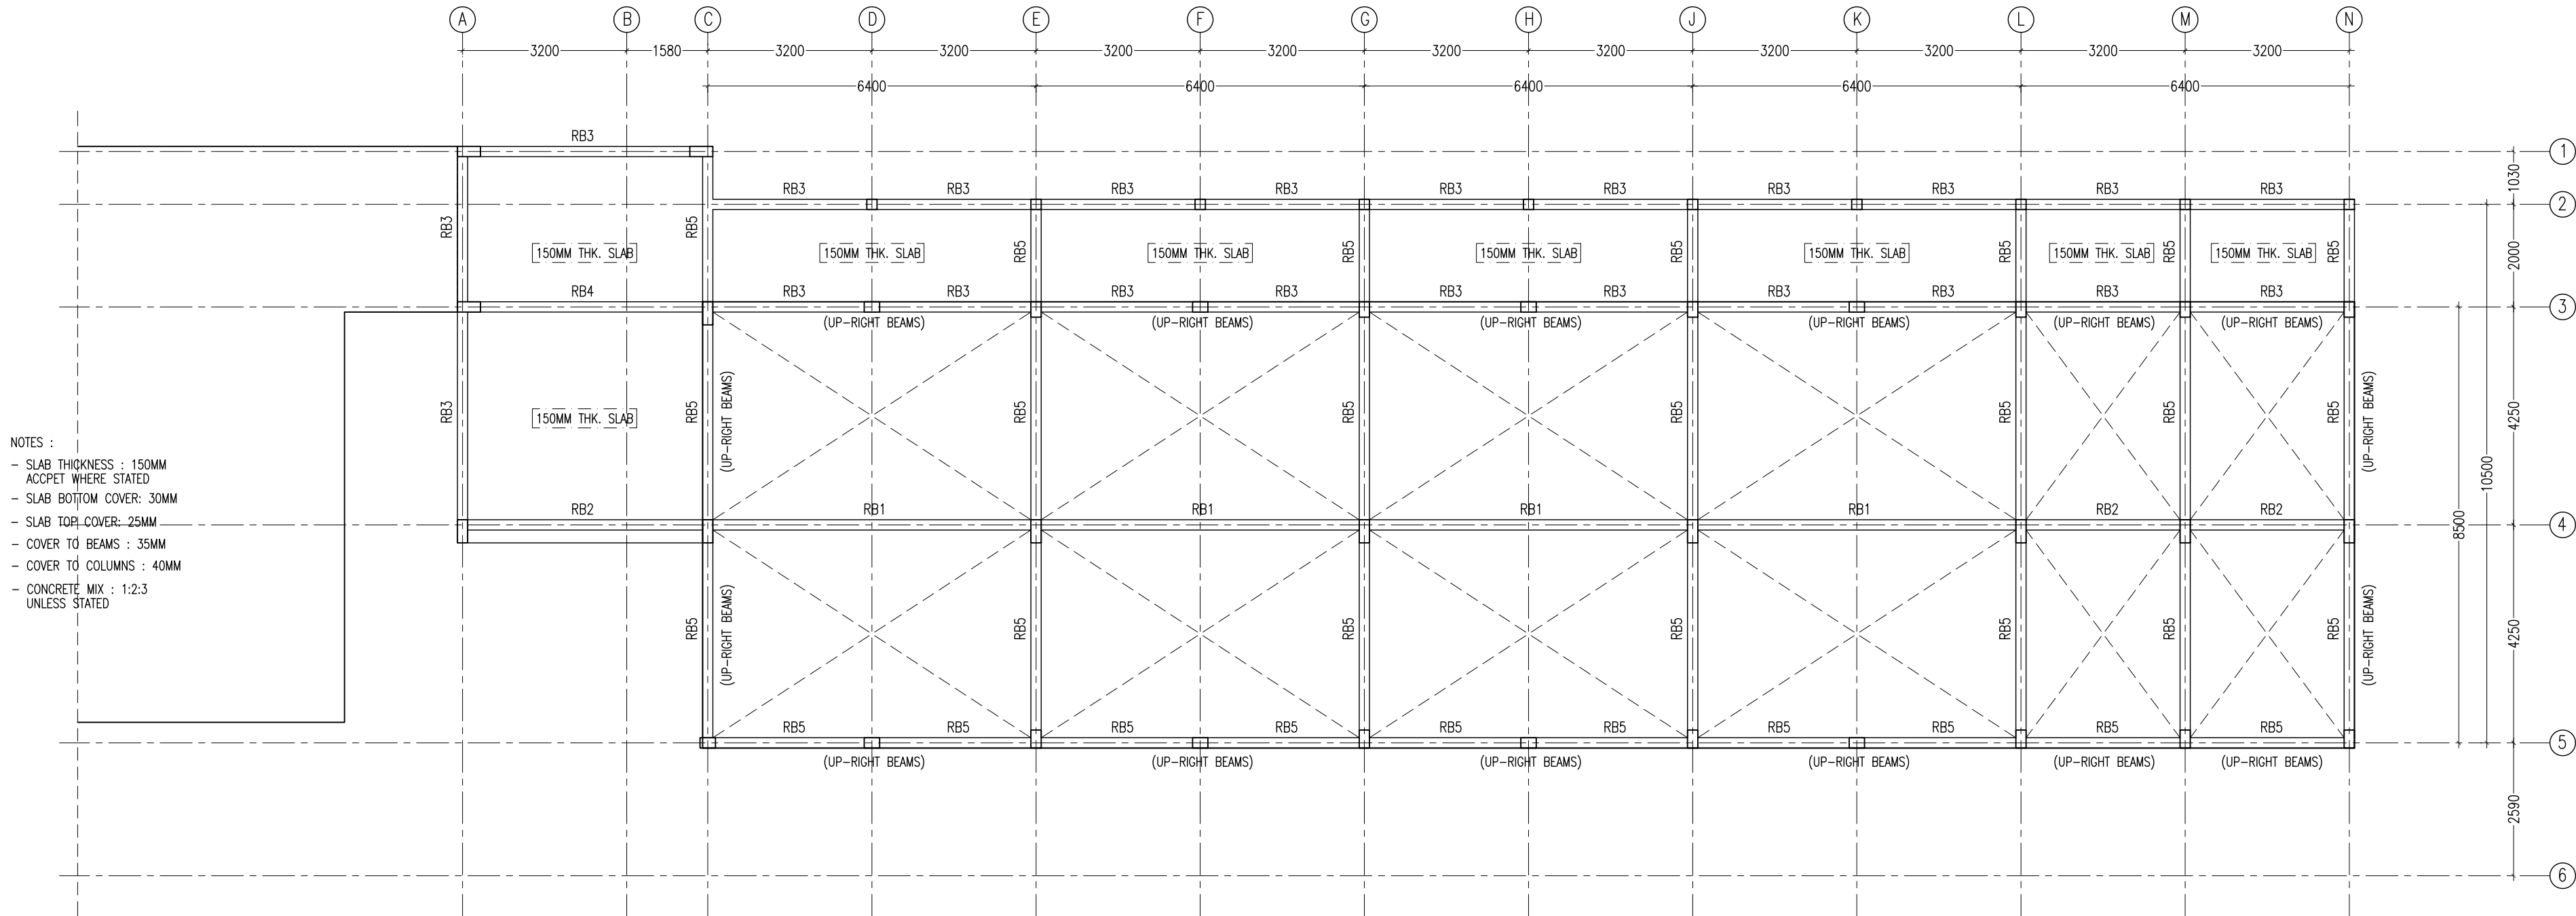 A B C D E F G H J K L M N
3200 1580 3200 3200 3200 3200 3200 3200 3200 3200 3200 3200
6400 6400 6400 6400 6400
RB3
1
1030
RB3 RB3 RB3 RB3 RB3 RB3 RB3 RB3 RB3 RB3
2
RB3 RB5 RB5 RB5 RB5 RB5 RB5 RB5
150MM THK. SLAB 150MM THK. SLAB 150MM THK. SLAB 150MM THK. SLAB 150MM THK. SLAB 150MM THK. SLAB 150MM THK. SLAB
2000
RB4 RB3 RB3 RB3 RB3 RB3 RB3 RB3 RB3 RB3 RB3
3
(UP-RIGHT BEAMS) (UP-RIGHT BEAMS) (UP-RIGHT BEAMS) (UP-RIGHT BEAMS) (UP-RIGHT BEAMS) (UP-RIGHT BEAMS)
RB3 RB5 RB5 RB5 RB5 RB5 RB5 RB5
150MM THK. SLAB
(UP-RIGHT BEAMS) (UP-RIGHT BEAMS)
4250
10500
8500
NOTES :
- SLAB THICKNESS : 150MM
ACCPET WHERE STATED
- SLAB BOTTOM COVER: 30MM
- SLAB TOP COVER: 25MM
- COVER TO BEAMS : 35MM
- COVER TO COLUMNS : 40MM
- CONCRETE MIX : 1:2:3
UNLESS STATED
RB2 RB1 RB1 RB1 RB1 RB2 RB2
4
RB5 RB5 RB5 RB5 RB5 RB5 RB5
(UP-RIGHT BEAMS) (UP-RIGHT BEAMS)
4250
RB5 RB5 RB5 RB5 RB5 RB5 RB5 RB5 RB5 RB5
5
(UP-RIGHT BEAMS) (UP-RIGHT BEAMS) (UP-RIGHT BEAMS) (UP-RIGHT BEAMS) (UP-RIGHT BEAMS) (UP-RIGHT BEAMS)
2590
6